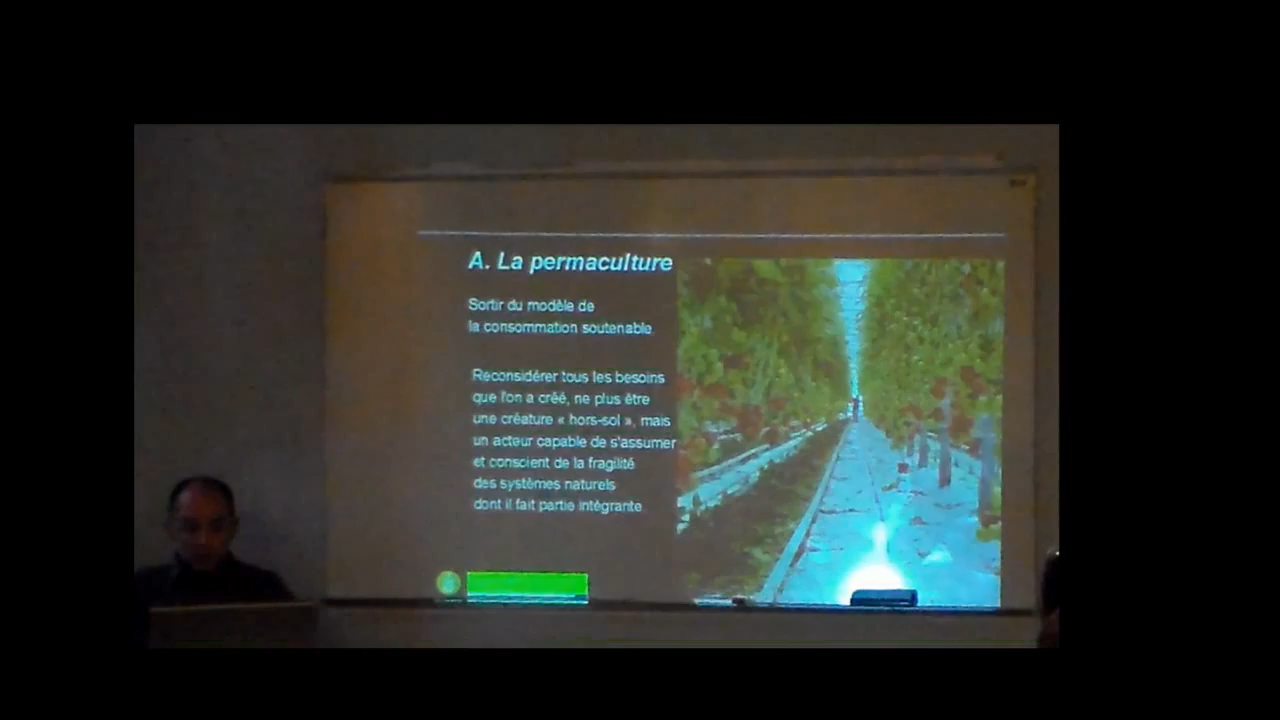 A. La permaculture
Sortir du modèle de
la consommation soutenable
Reconsidérer tous les besoins
que l'on a créé, ne plus être
une créature « hors-sol », mais
un acteur capable de s'assumer
et conscient de la fragilité
des systèmes naturels
dont il fait partie intégrante